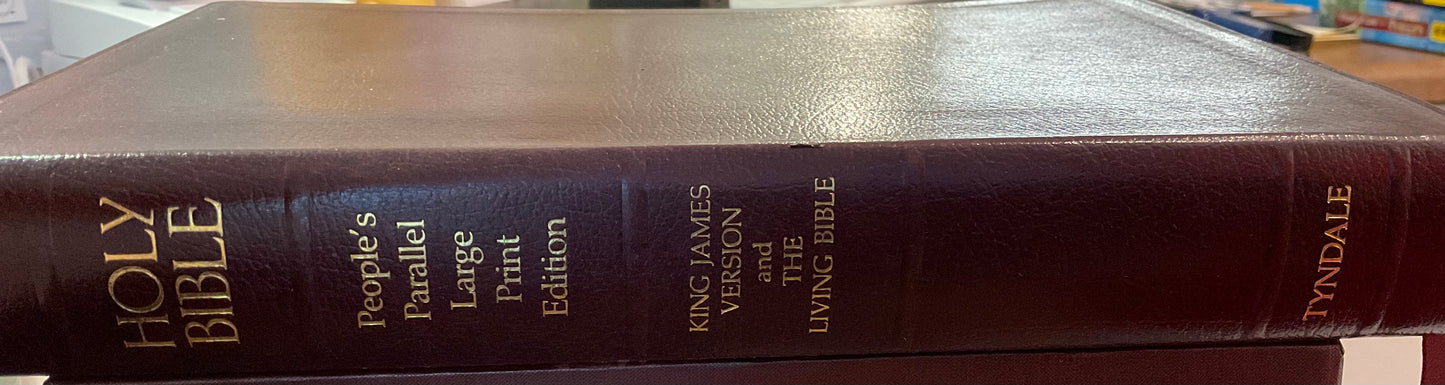 HOLY
BIBLE
People's
Parallel
Large
Print
Edition
KING JAMES
VERSION
and
THE
LIVING BIBLE
TYNDALE